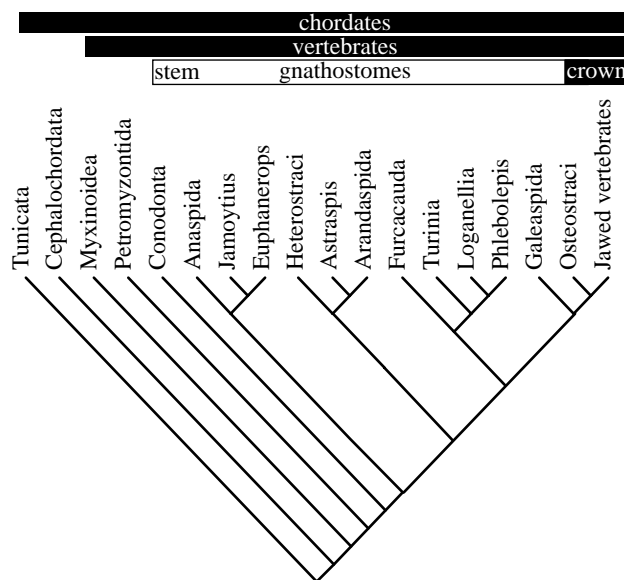 chordates
vertebrates
stem gnathostomes crown
Tunicata
Cephalochordata
Myxinoidea
Petromyzontida
Conodonta
Anaspida
Jamoytius
Euphanerops
Heterostraci
Astraspis
Arandaspida
Furcacauda
Turinia
Loganellia
Phlebolepis
Galeaspida
Osteostraci
Jawed vertebrates